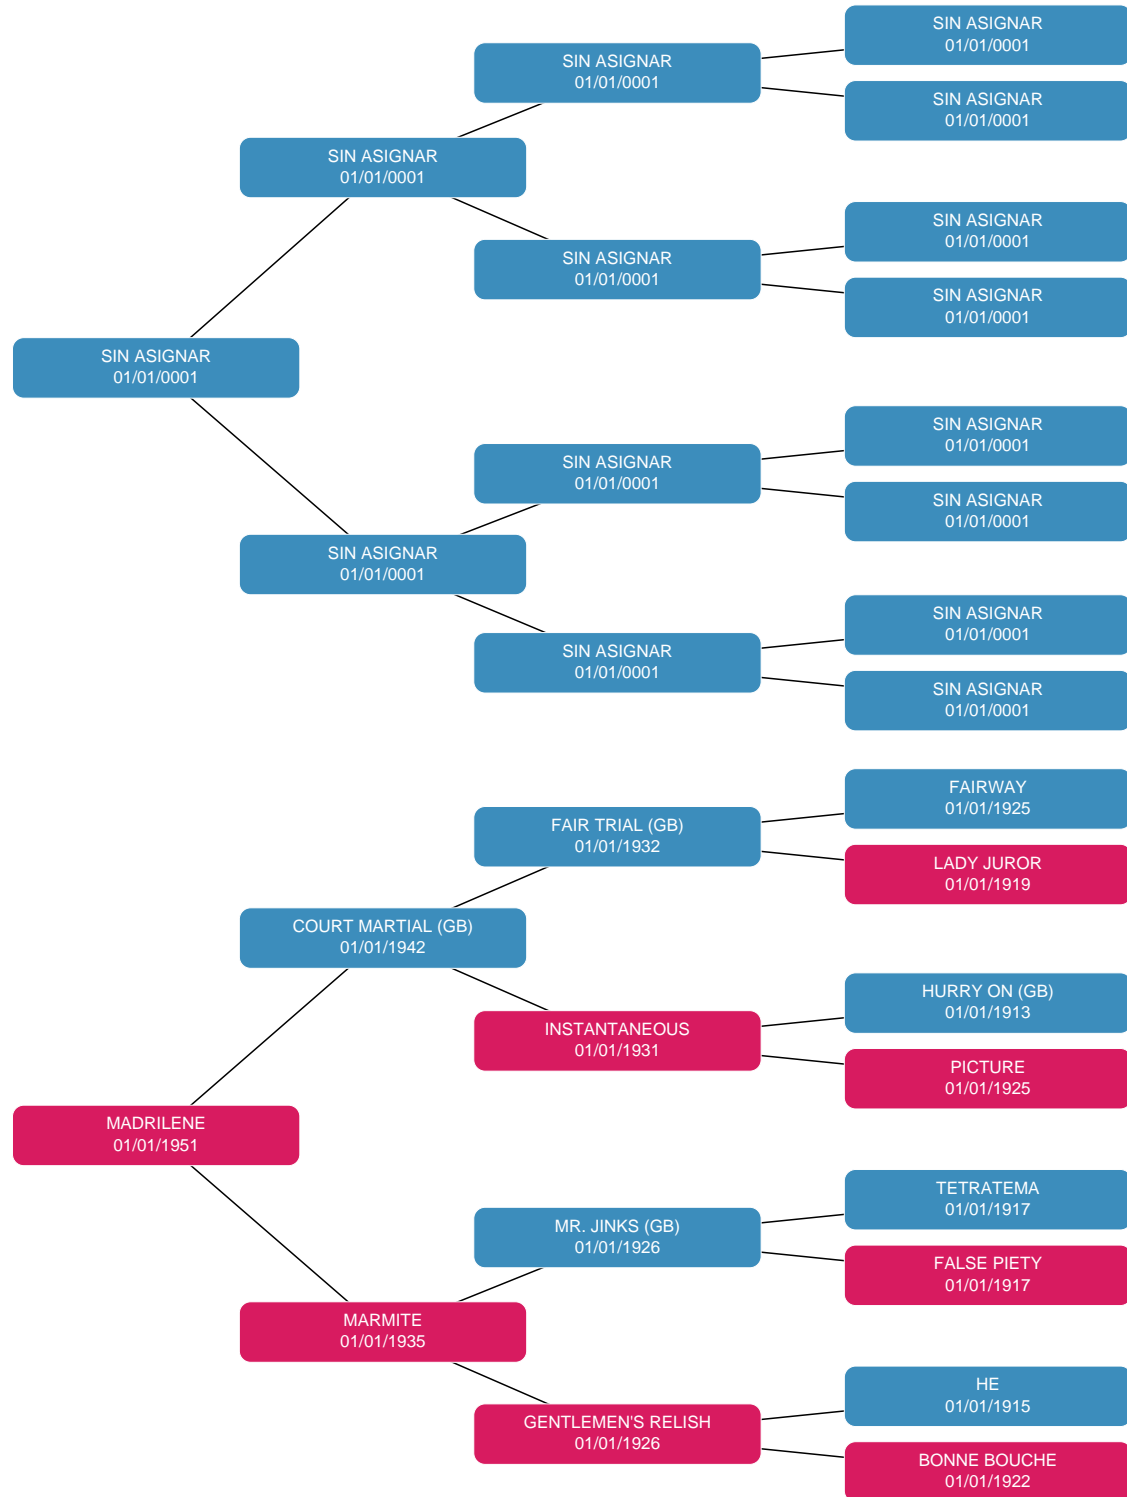 SIN ASIGNAR
01/01/0001
SIN ASIGNAR
01/01/0001
SIN ASIGNAR
01/01/0001
SIN ASIGNAR
01/01/0001
SIN ASIGNAR
01/01/0001
SIN ASIGNAR
01/01/0001
SIN ASIGNAR
01/01/0001
SIN ASIGNAR
01/01/0001
SIN ASIGNAR
01/01/0001
SIN ASIGNAR
01/01/0001
SIN ASIGNAR
01/01/0001
SIN ASIGNAR
01/01/0001
SIN ASIGNAR
01/01/0001
SIN ASIGNAR
01/01/0001
SIN ASIGNAR
01/01/0001
FAIRWAY
01/01/1925
FAIR TRIAL (GB)
01/01/1932
LADY JUROR
01/01/1919
COURT MARTIAL (GB)
01/01/1942
HURRY ON (GB)
01/01/1913
INSTANTANEOUS
01/01/1931
PICTURE
01/01/1925
MADRILENE
01/01/1951
TETRATEMA
01/01/1917
MR. JINKS (GB)
01/01/1926
FALSE PIETY
01/01/1917
MARMITE
01/01/1935
HE
01/01/1915
GENTLEMEN'S RELISH
01/01/1926
BONNE BOUCHE
01/01/1922